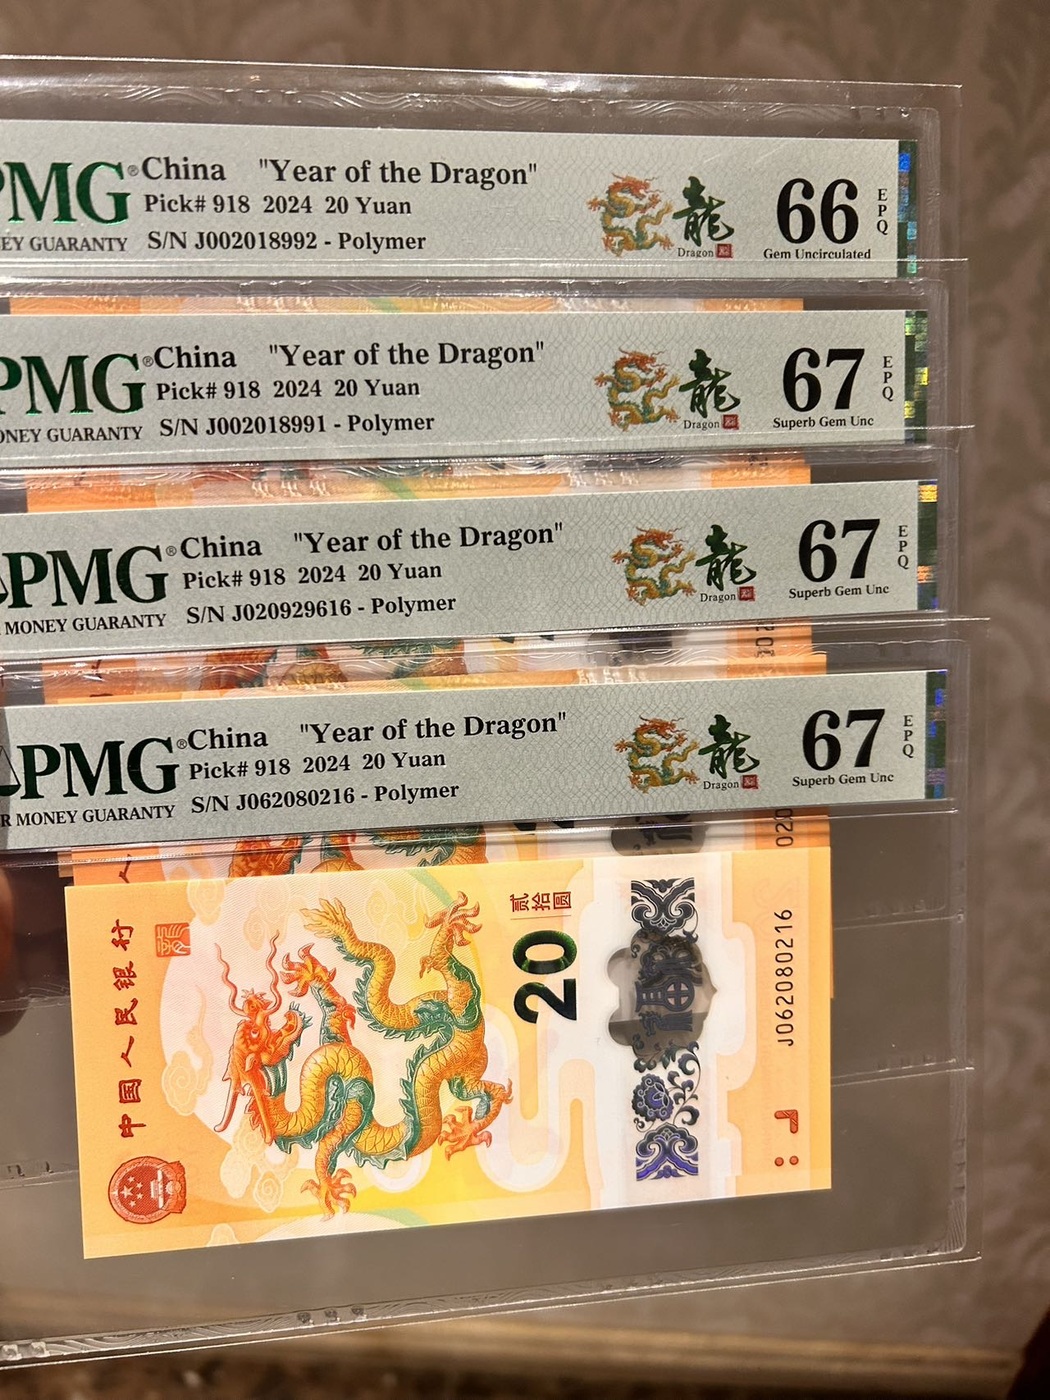 PMG® China "Year of the Dragon"
Pick# 918 2024 20 Yuan
GUARANTY S/N J002018992 - Polymer
龍
Dragon
66
EPQ
Gem Uncirculated
PMG® China "Year of the Dragon"
Pick# 918 2024 20 Yuan
GUARANTY S/N J002018991 - Polymer
龍
Dragon
67
EPQ
Superb Gem Unc
PMG® China "Year of the Dragon"
Pick# 918 2024 20 Yuan
MONEY GUARANTY S/N J020929616 - Polymer
龍
Dragon
67
EPQ
Superb Gem Unc
PMG® China "Year of the Dragon"
Pick# 918 2024 20 Yuan
MONEY GUARANTY S/N J062080216 - Polymer
龍
Dragon
67
EPQ
Superb Gem Unc
中国人民银行
贰拾圆
20
J062080216